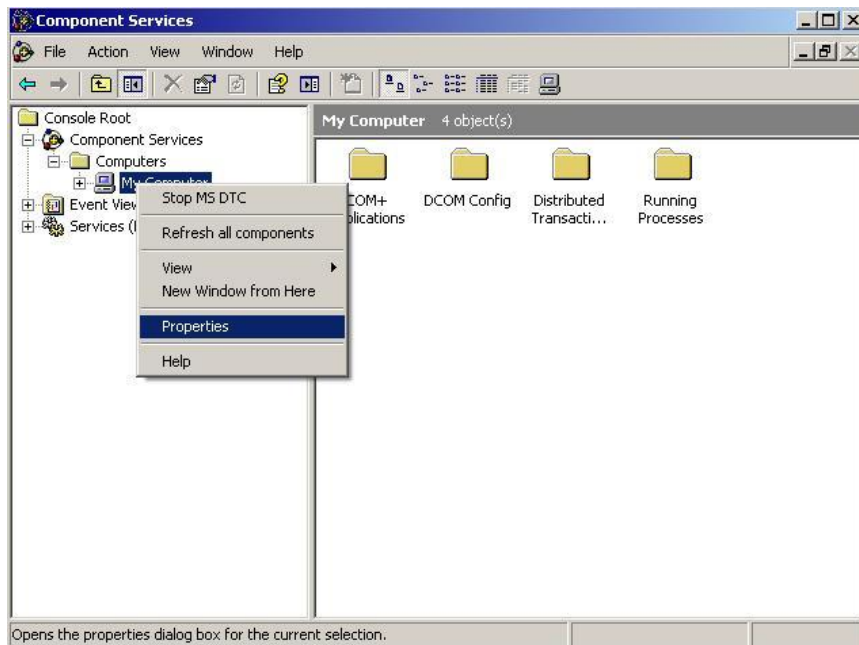 Component Services
File Action View Window Help
Console Root
Component Services
Computers
My Computer
Event View
Services (
Stop MS DTC
Refresh all components
View
New Window from Here
Properties
Help
My Computer 4 object(s)
COM+
plications
DCOM Config
Distributed
Transacti...
Running
Processes
Opens the properties dialog box for the current selection.